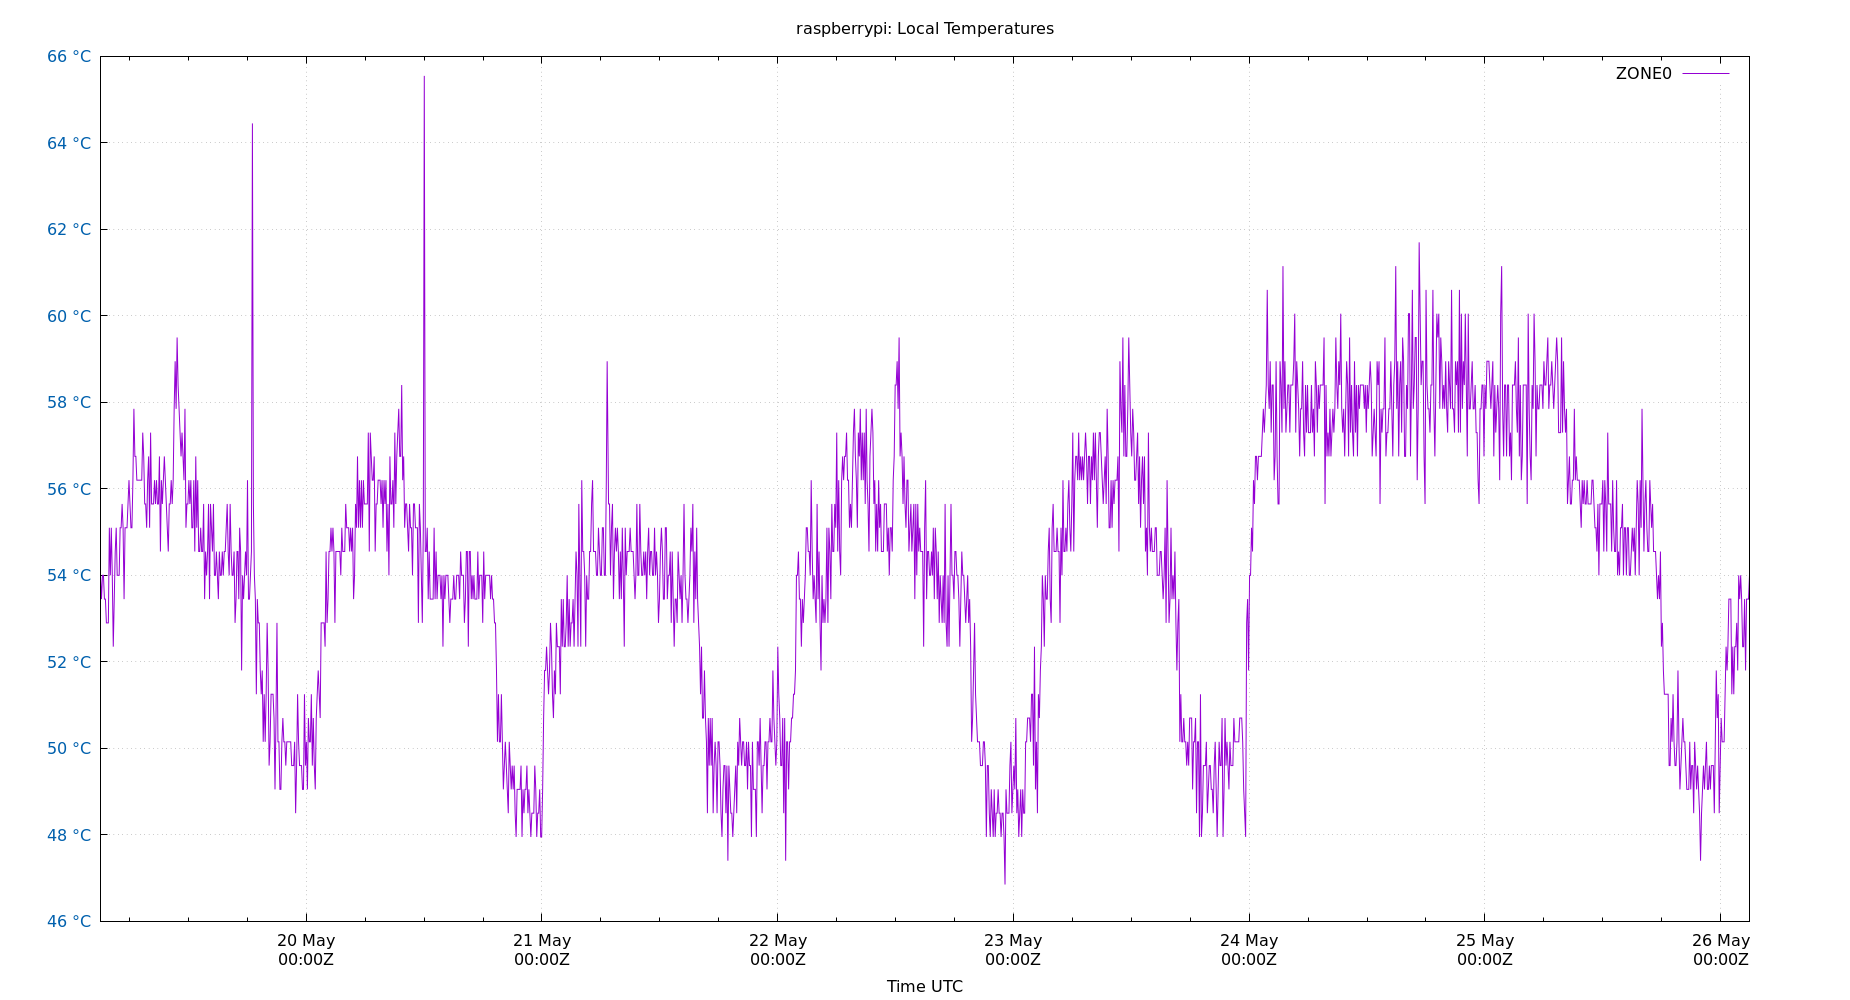 raspberrypi: Local Temperatures
66 °C
ZONE0
64 °C
62 °C
60 °C
58 °C
56 °C
54 °C
52 °C
50 °C
48 °C
46 °C
20 May 21 May 22 May 23 May 24 May 25 May 26 May
00:00Z 00:00Z 00:00Z 00:00Z 00:00Z 00:00Z 00:00Z
Time UTC